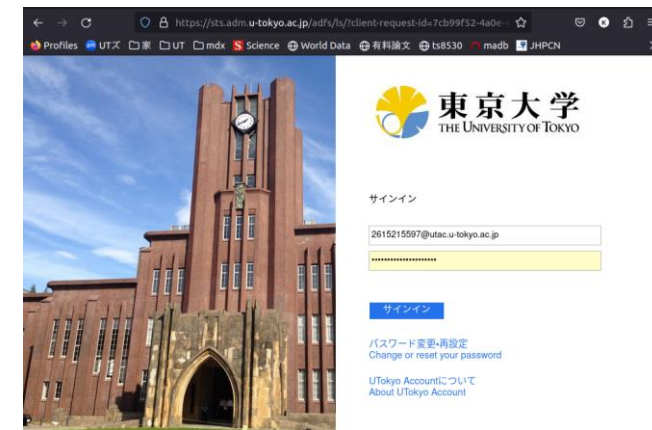 https://sts.adm.u-tokyo.ac.jp/adfs/ls/?client-request-id=7cb99f52-4a0e-
Profiles UTズ 家 UT mdx Science World Data 有料論文 ts8530 madb JHPCN
東京大学
THE UNIVERSITY OF TOKYO
サインイン
2615215597@utac.u-tokyo.ac.jp
サインイン
パスワード変更・再設定
Change or reset your password
UTokyo Accountについて
About UTokyo Account